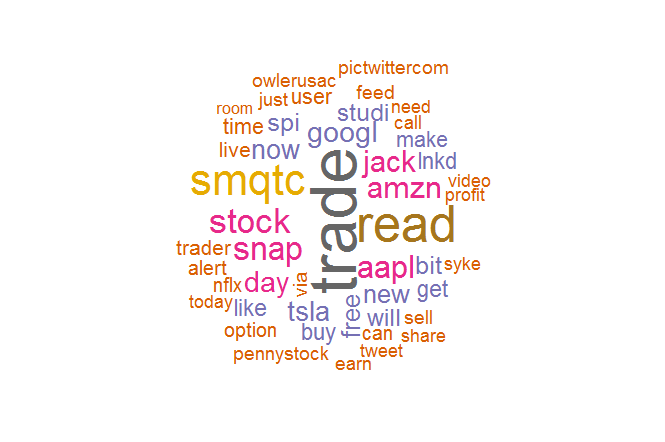 pictwittercom
owlerusac
feed
just user
need
room
studi
call
time spi
googl
make
live now
jack lnkd
smqtc
trade
amzn video
profit
stock
read
trader snap
alert
aapl bit syke
nflx day via
new get
today like
tsla
free
will sell
option buy
can share
pennystock
tweet
earn